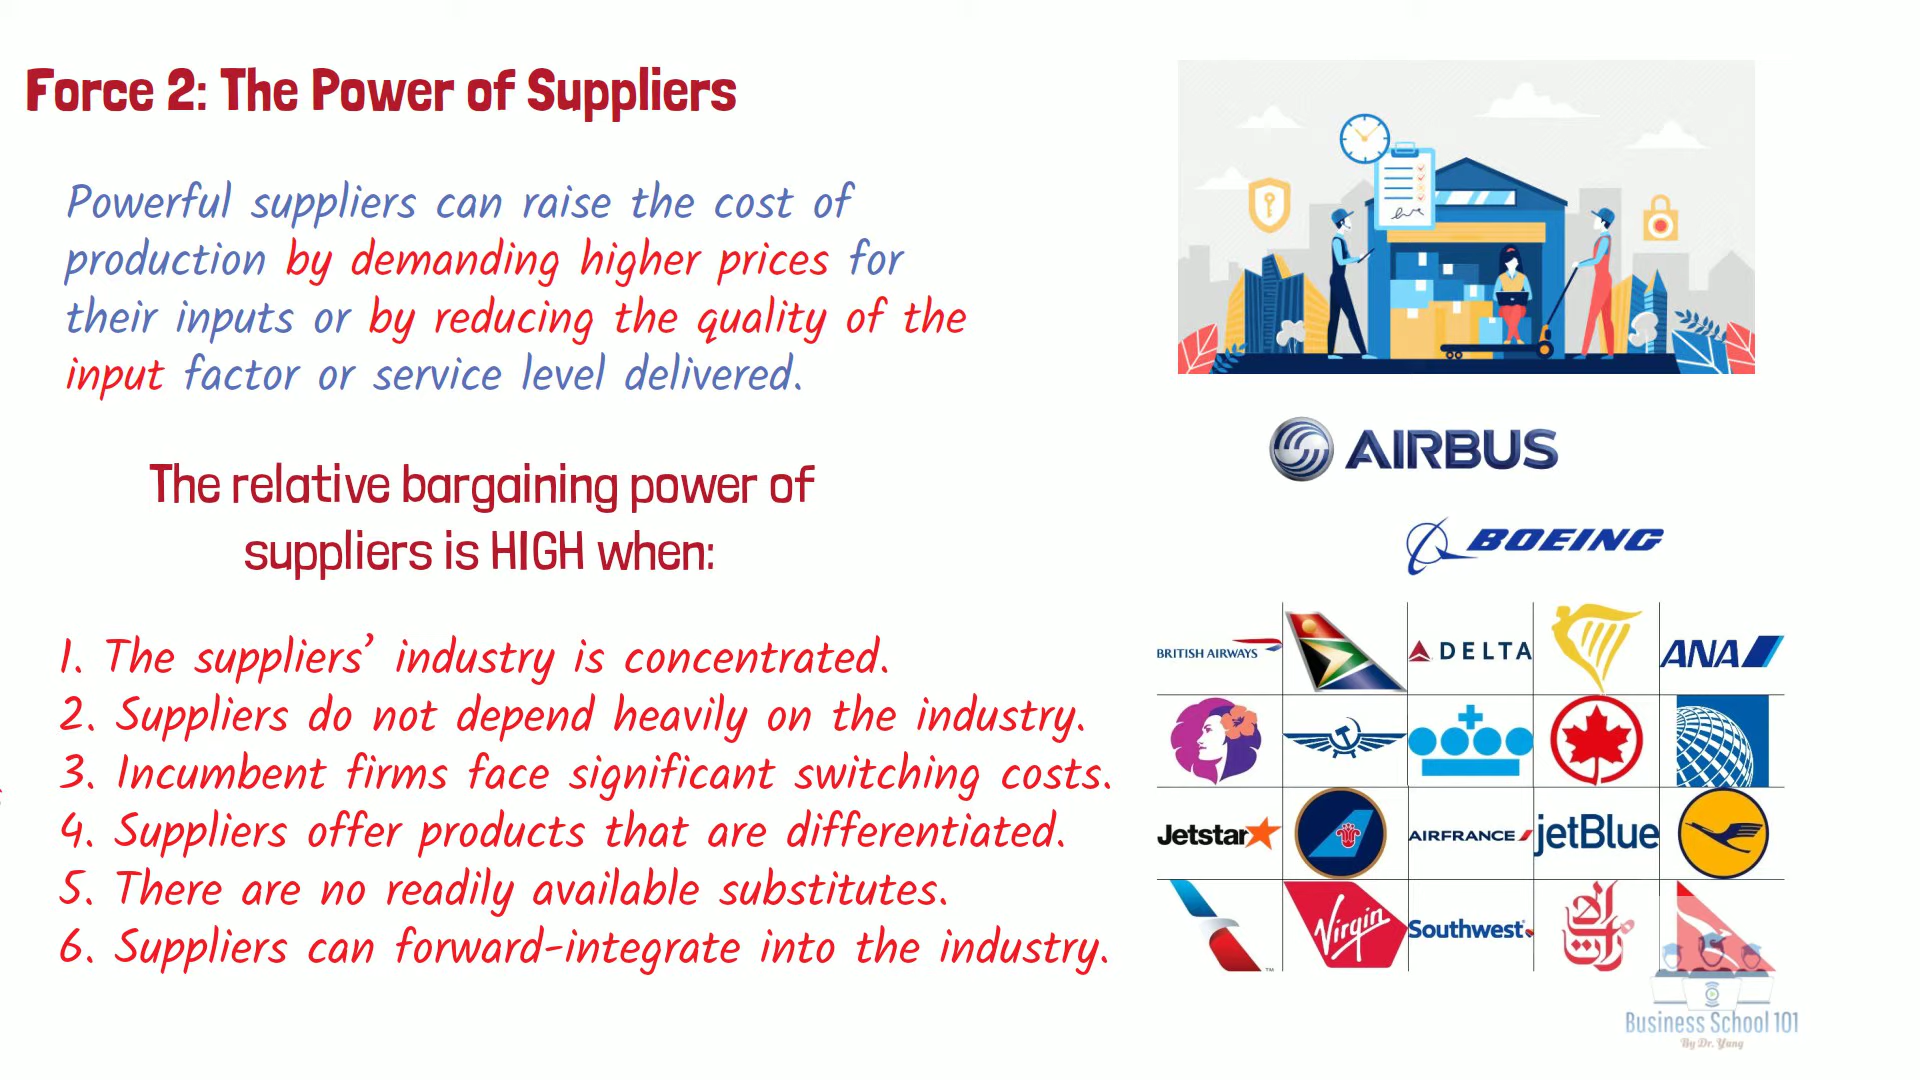 Force 2: The Power of Suppliers
Powerful suppliers can raise the cost of
production by demanding higher prices for
their inputs or by reducing the quality of the
input factor or service level delivered.
The relative bargaining power of
suppliers is HIGH when:
1. The suppliers’ industry is concentrated.
2. Suppliers do not depend heavily on the industry.
3. Incumbent firms face significant switching costs.
4. Suppliers offer products that are differentiated.
5. There are no readily available substitutes.
6. Suppliers can forward-integrate into the industry.
AIRBUS
BOEING
BRITISH AIRWAYS
DELTA
ANA
Jetstar
AIRFRANCE
jetBlue
Virgin
Southwest
Business School 101
By Dr. Yang